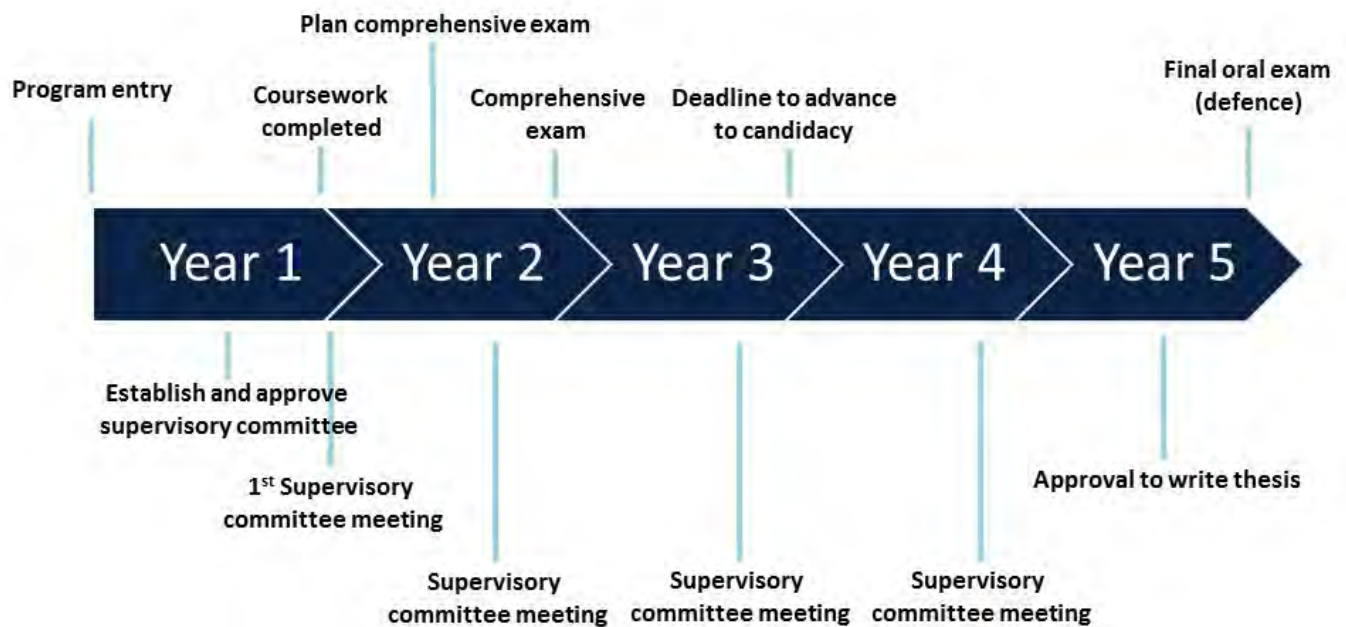 Plan comprehensive exam
Program entry
Coursework
completed
Comprehensive
exam
Deadline to advance
to candidacy
Final oral exam
(defence)
Year 1
Year 2
Year 3
Year 4
Year 5
Establish and approve
supervisory committee
1st Supervisory
committee meeting
Approval to write thesis
Supervisory
committee meeting
Supervisory
committee meeting
Supervisory
committee meeting